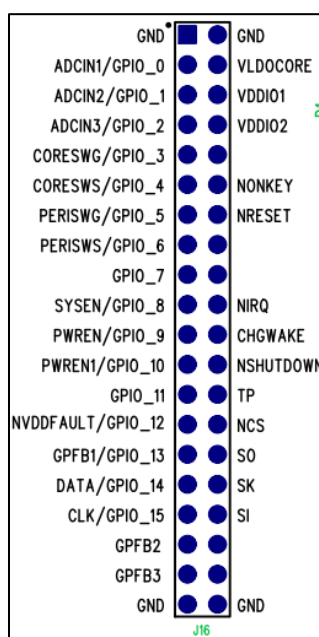 GND GND
ADCIN1/GPIO_0 VLDOCORE
ADCIN2/GPIO_1 VDDIO1
ADCIN3/GPIO_2 VDDIO2
CORESWG/GPIO_3
CORESWS/GPIO_4 NONKEY
PERISWG/GPIO_5 NRESET
PERISWS/GPIO_6
GPIO_7
SYSEN/GPIO_8 NIRQ
PWREN/GPIO_9 CHGWAKE
PWREN1/GPIO_10 NSHUTDOWN
GPIO_11 TP
NVDDFAULT/GPIO_12 NCS
GPFB1/GPIO_13 SO
DATA/GPIO_14 SK
CLK/GPIO_15 SI
GPFB2
GPFB3
GND GND
J16